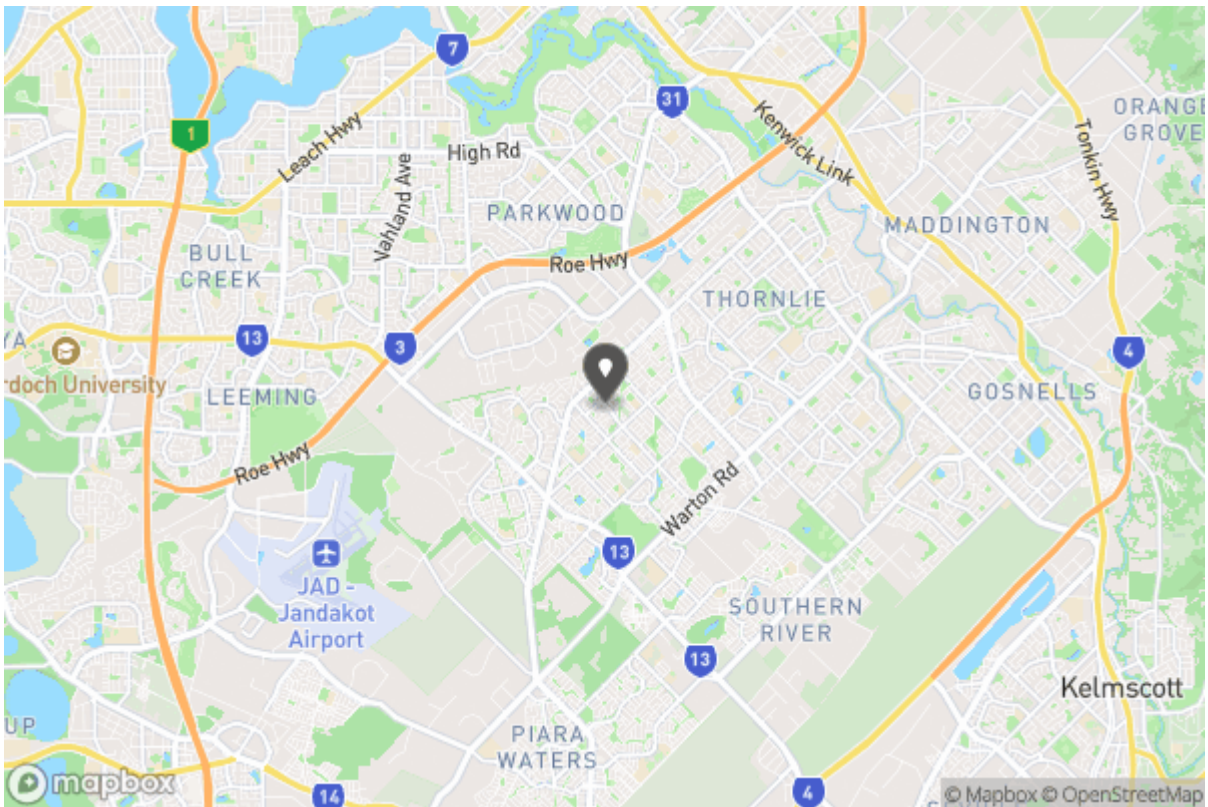 7
31
ORANGE
GROVE
1
Kenwick Link
Tonkin Hwy
Leach Hwy
High Rd
Vahland Ave
PARKWOOD
MADDINGTON
BULL
CREEK
Roe Hwy
THORNLIE
YA
13
3
4
rdoch University
LEEMING
GOSNELLS
Roe Hwy
Warton Rd
13
JAD -
Jandakot
Airport
SOUTHERN
RIVER
13
Kelmscott
UP
PIARA
WATERS
mapbox
14
4
© Mapbox © OpenStreetMap